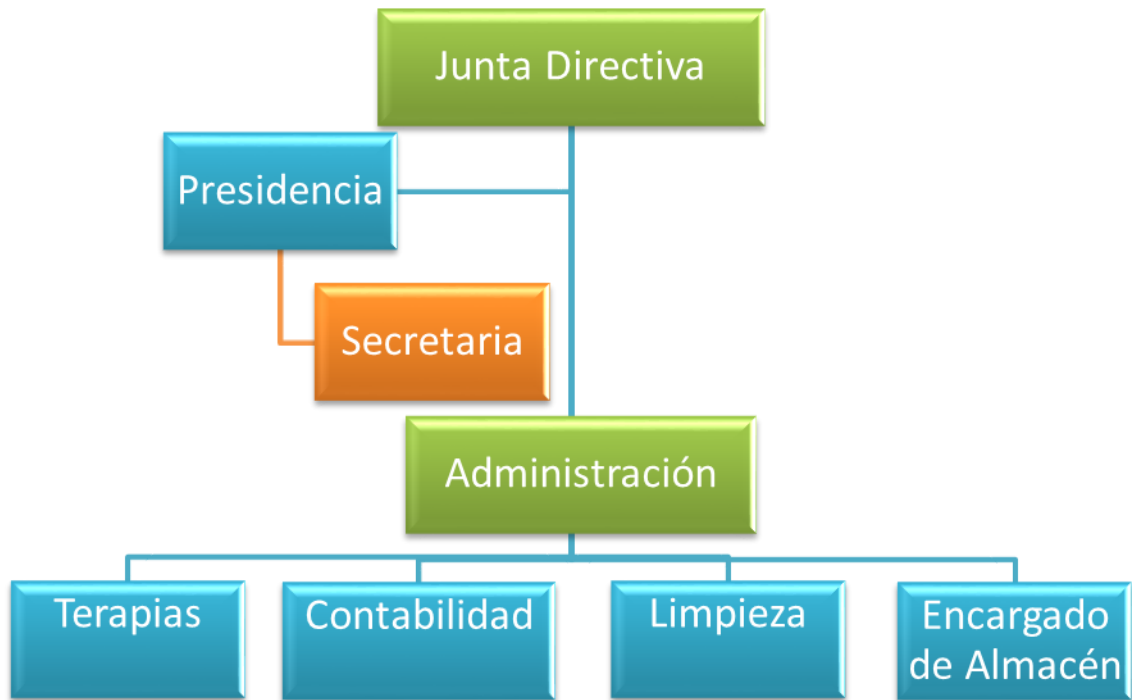 Junta Directiva
Presidencia
Secretaria
Administración
Terapias
Contabilidad
Limpieza
Encargado
de Almacén